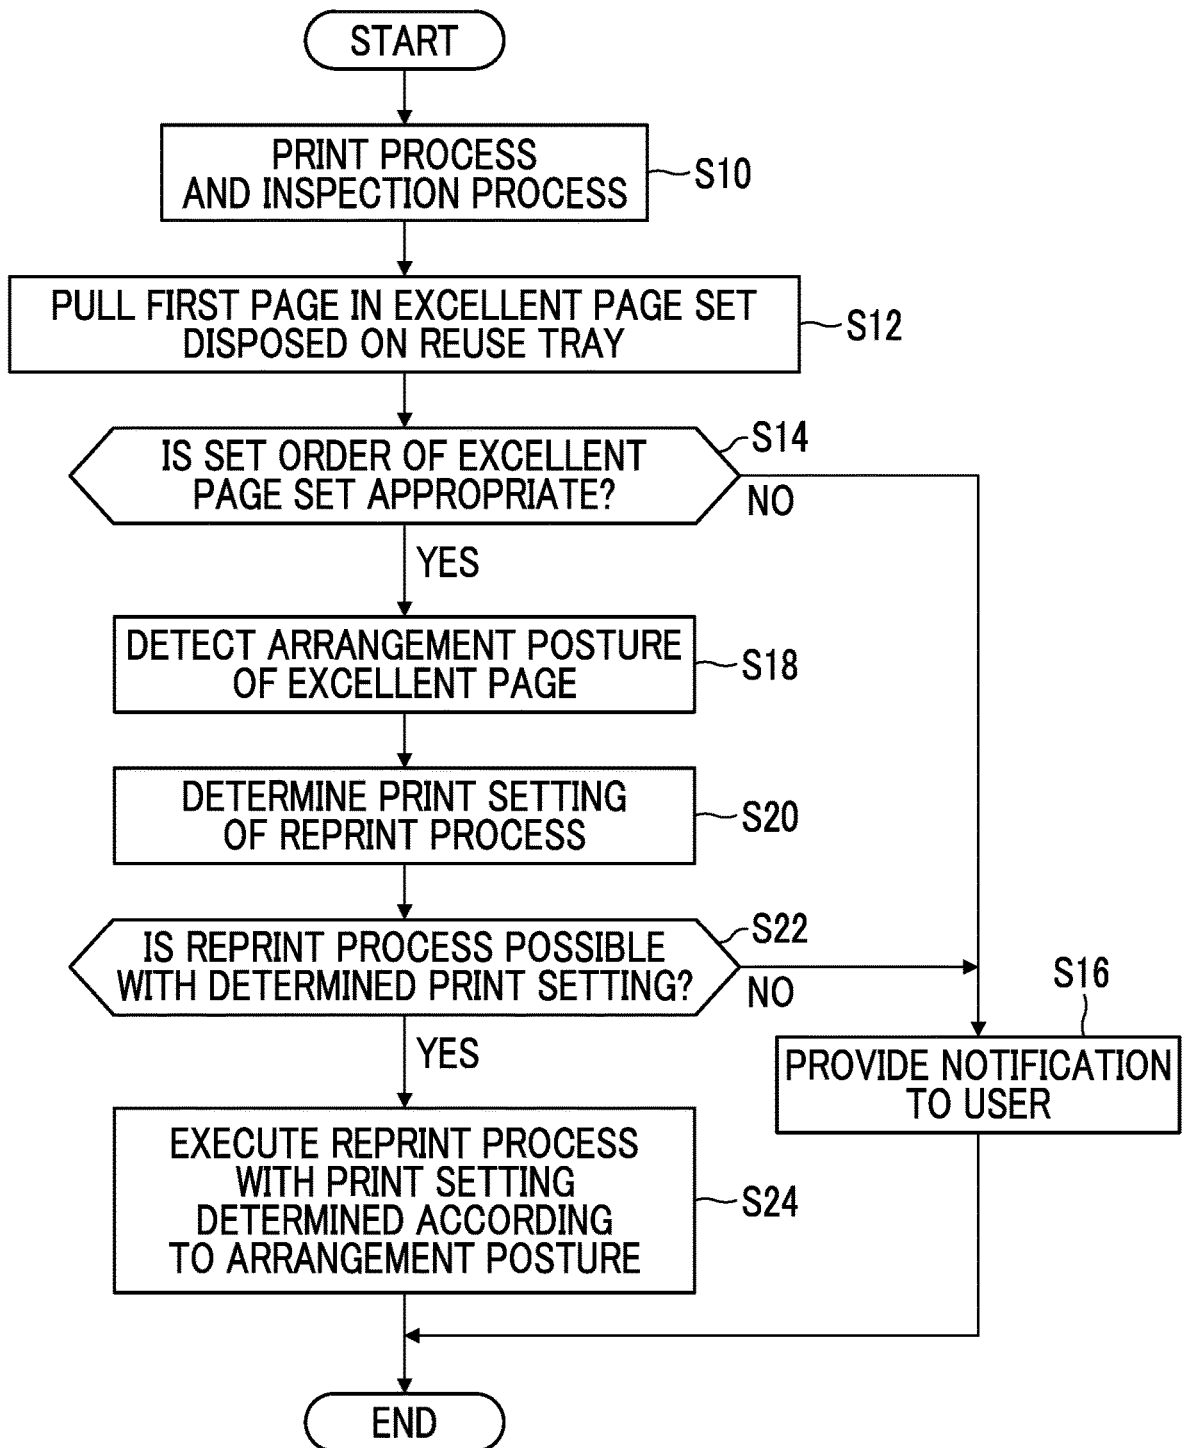 START
PRINT PROCESS
AND INSPECTION PROCESS
S10
PULL FIRST PAGE IN EXCELLENT PAGE SET
DISPOSED ON REUSE TRAY
S12
IS SET ORDER OF EXCELLENT
PAGE SET APPROPRIATE?
S14
NO
YES
DETECT ARRANGEMENT POSTURE
OF EXCELLENT PAGE
S18
DETERMINE PRINT SETTING
OF REPRINT PROCESS
S20
IS REPRINT PROCESS POSSIBLE
WITH DETERMINED PRINT SETTING?
S22
NO
YES
S16
PROVIDE NOTIFICATION
TO USER
EXECUTE REPRINT PROCESS
WITH PRINT SETTING
DETERMINED ACCORDING
TO ARRANGEMENT POSTURE
S24
END